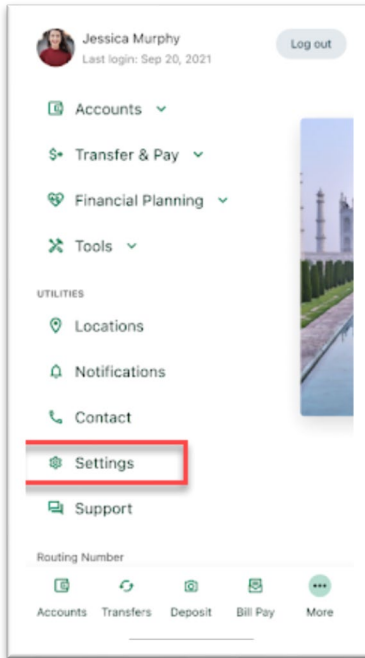 Jessica Murphy
Log out
Last login: Sep 20, 2021
Accounts
Transfer & Pay
Financial Planning
Tools
UTILITIES
Locations
Notifications
Contact
Settings
Support
Routing Number
Accounts Transfers Deposit Bill Pay More